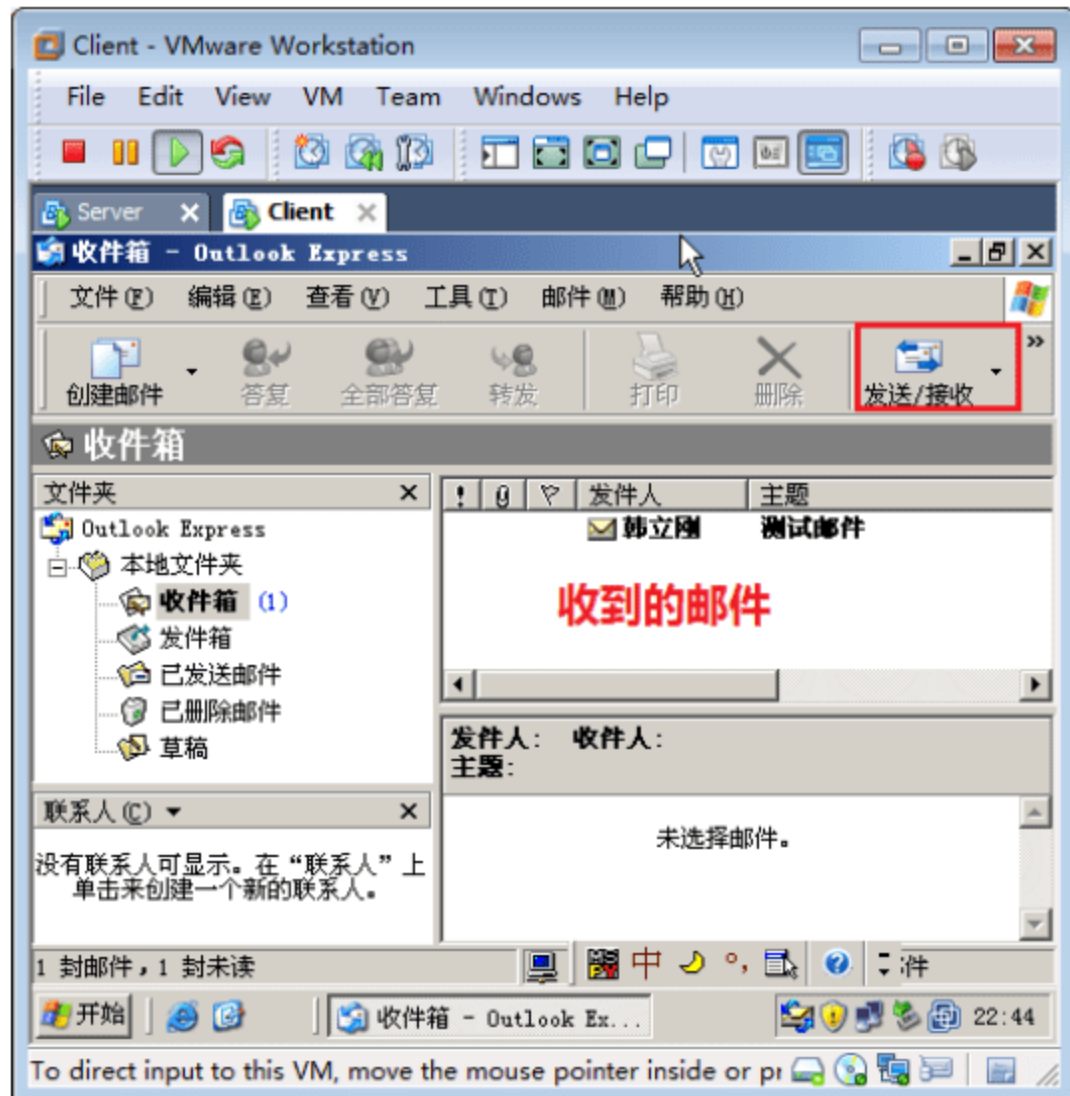 Client - VMware Workstation
File Edit View VM Team Windows Help
Server Client
收件箱 - Outlook Express
文件(F) 编辑(E) 查看(V) 工具(T) 邮件(M) 帮助(H)
创建邮件 答复 全部答复 转发 打印 删除 发送/接收 »
收件箱
文件夹
! 发件人 主题
Outlook Express
韩立刚 测试邮件
本地文件夹
收件箱 (1)
收到的邮件
发件箱
已发送邮件
已删除邮件
草稿
发件人: 收件人:
主题:
联系人(C)
未选择邮件。
没有联系人可显示。在“联系人”上
单击来创建一个新的联系人。
1 封邮件,1 封未读 中 件
开始 收件箱 - Outlook Ex... 22:44
To direct input to this VM, move the mouse pointer inside or pr